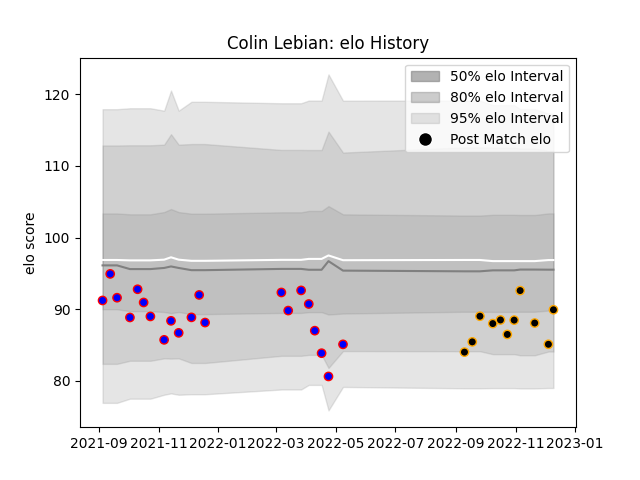 Colin Lebian: elo History
50% elo Interval
80% elo Interval
95% elo Interval
Post Match elo
elo score
120
110
100
90
80
2021-09 2021-11 2022-01 2022-03 2022-05 2022-07 2022-09 2022-11 2023-01